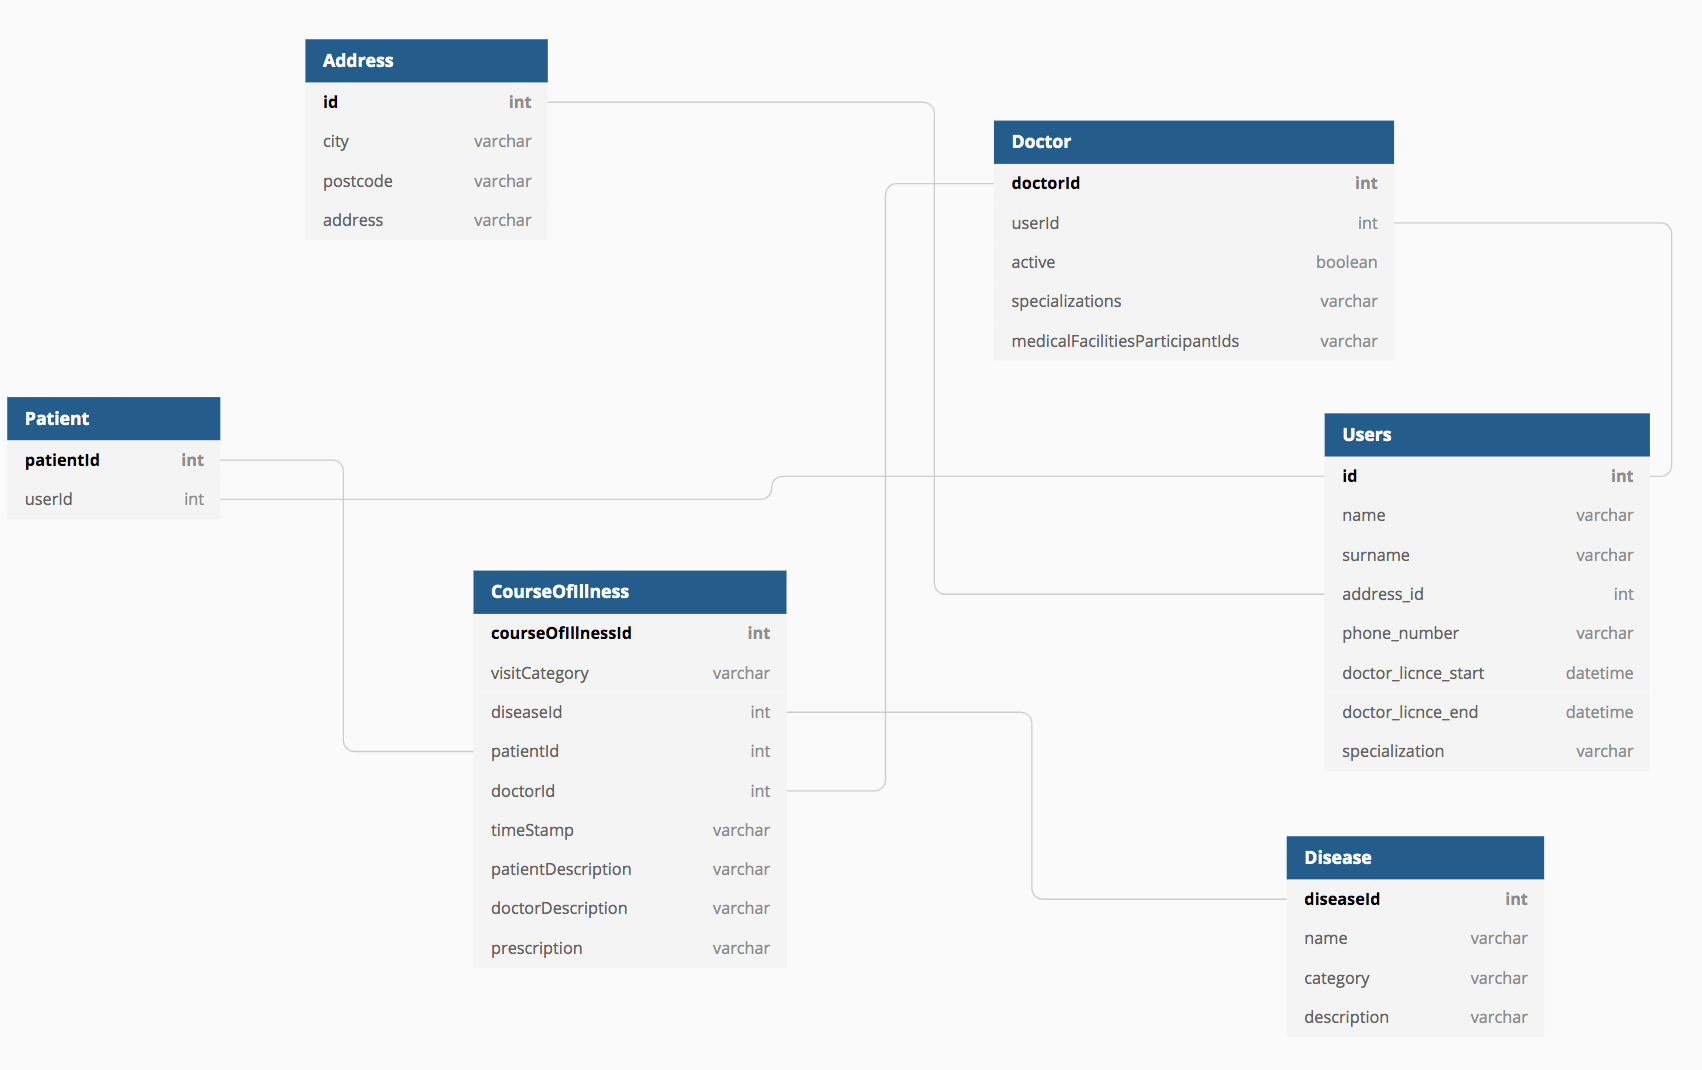 Address
id int
city varchar
postcode varchar
address varchar
Doctor
doctorId int
userId int
active boolean
specializations varchar
medicalFacilitiesParticipantIds varchar
Patient
patientId int
userId int
Users
id int
name varchar
surname varchar
address_id int
phone_number varchar
doctor_licnce_start datetime
doctor_licnce_end datetime
specialization varchar
CourseOfIllness
courseOfIllnessId int
visitCategory varchar
diseaseId int
patientId int
doctorId int
timeStamp varchar
patientDescription varchar
doctorDescription varchar
prescription varchar
Disease
diseaseId int
name varchar
category varchar
description varchar